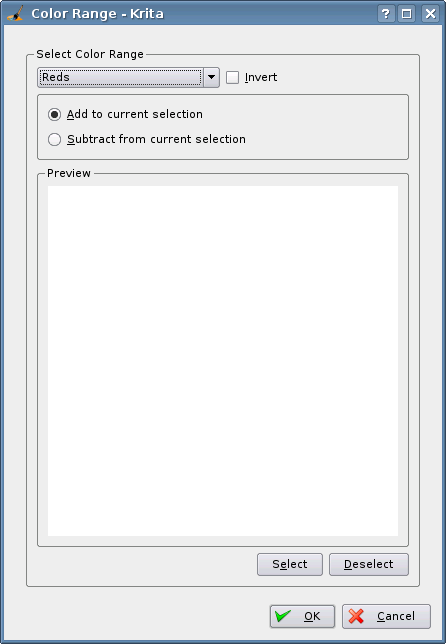 Color Range - Krita
Select Color Range
Reds
Invert
Add to current selection
Subtract from current selection
Preview
Select
Deselect
OK
Cancel